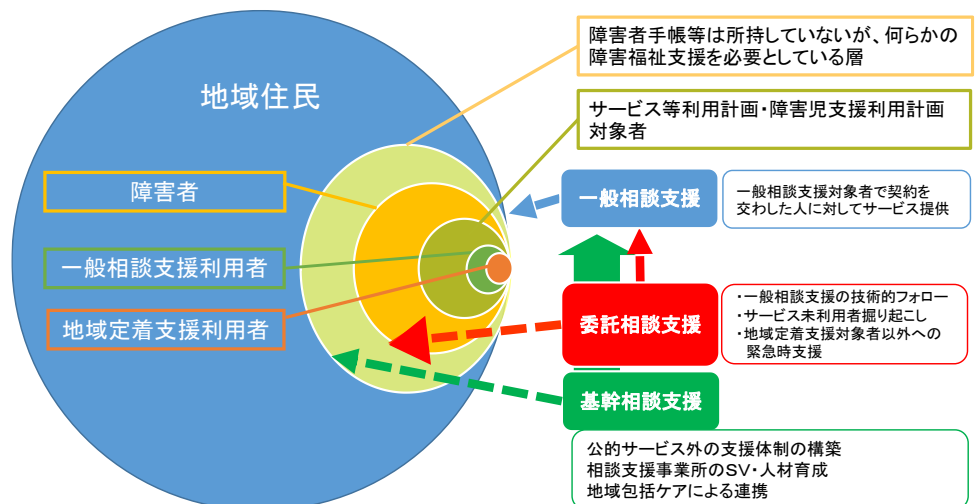 障害者手帳等は所持していないが、何らかの
障害福祉支援を必要としている層
地域住民
サービス等利用計画・障害児支援利用計画
対象者
障害者
一般相談支援
一般相談支援対象者で契約を
交わした人に対してサービス提供
一般相談支援利用者
地域定着支援利用者
委託相談支援
・一般相談支援の技術的フォロー
・サービス未利用者掘り起こし
・地域定着支援対象者以外への
緊急時支援
基幹相談支援
公的サービス外の支援体制の構築
相談支援事業所のSV・人材育成
地域包括ケアによる連携